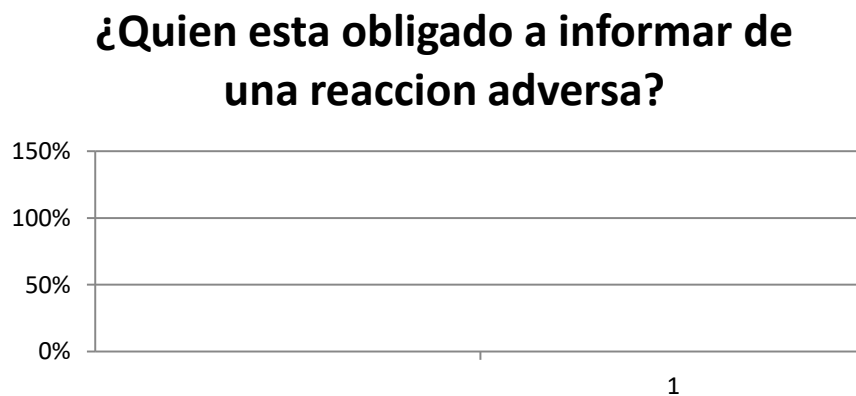 ¿Quien esta obligado a informar de
una reaccion adversa?
150%
100%
50%
0%
1